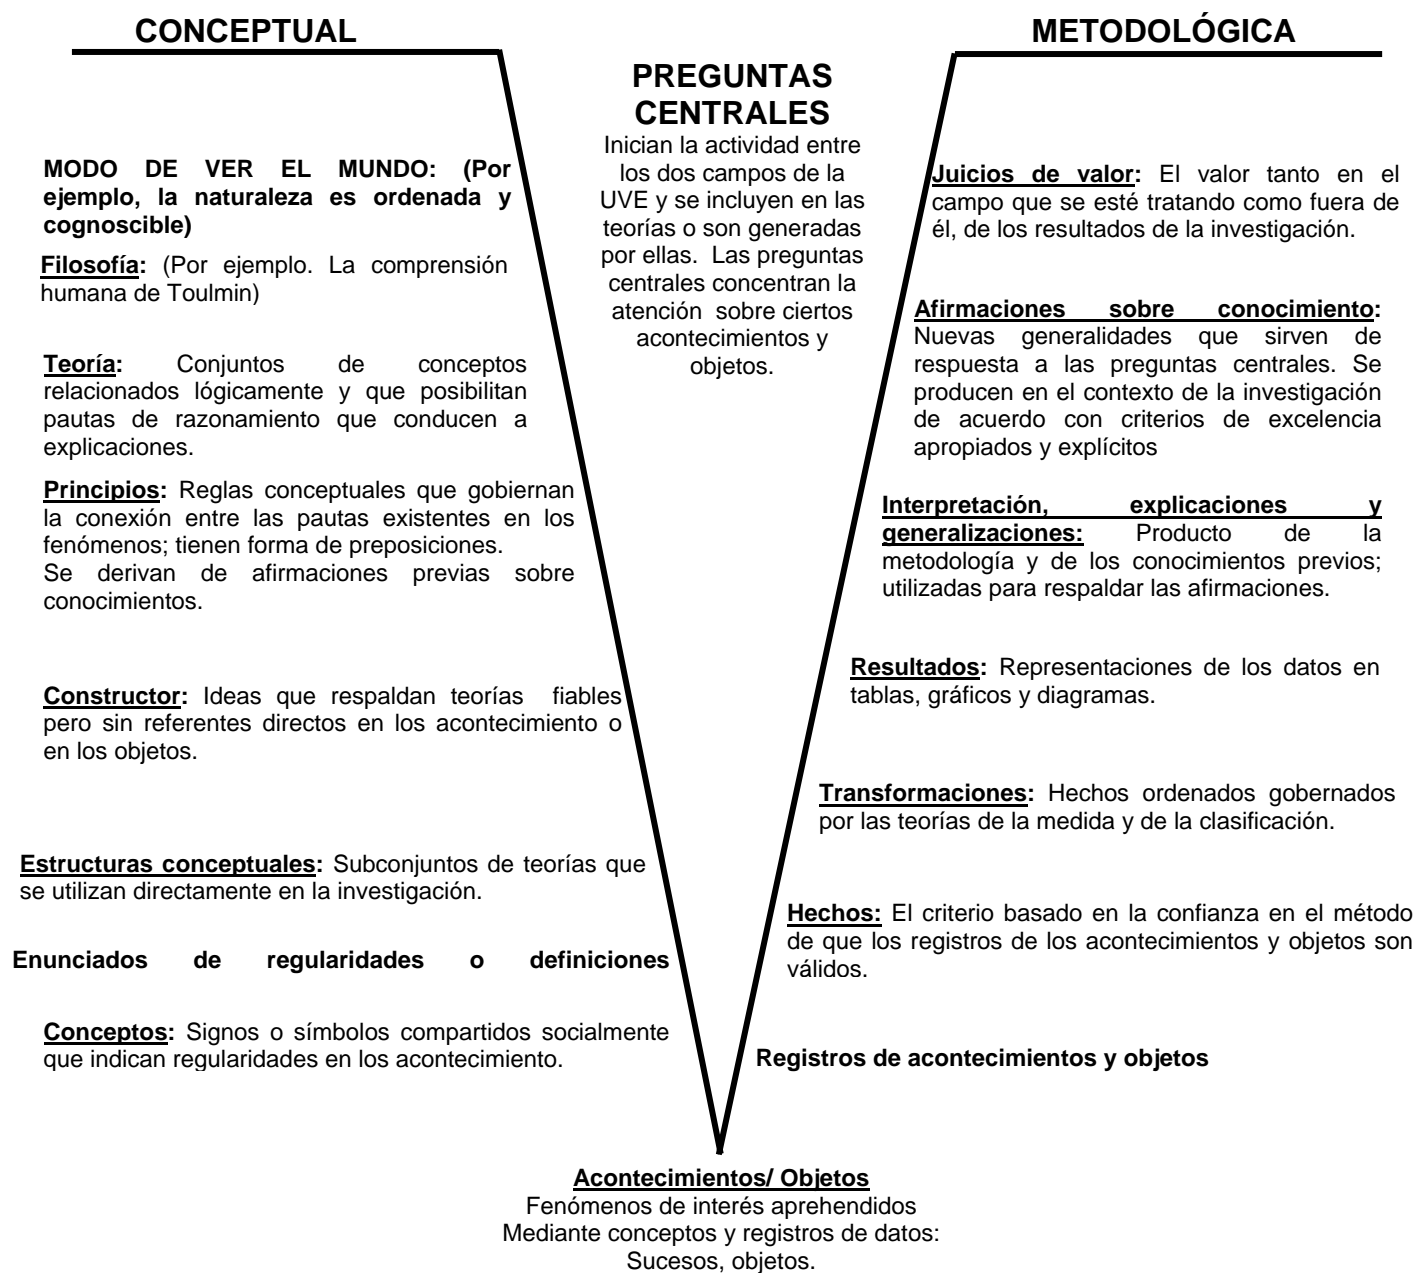 CONCEPTUAL
MODO DE VER EL MUNDO: (Por
ejemplo, la naturaleza es ordenada y
cognoscible)
Filosofía: (Por ejemplo. La comprensión
humana de Toulmin)
Teoría: Conjuntos de conceptos
relacionados lógicamente y que posibilitan
pautas de razonamiento que conducen a
explicaciones.
Principios: Reglas conceptuales que gobiernan
la conexión entre las pautas existentes en los
fenómenos; tienen forma de preposiciones.
Se derivan de afirmaciones previas sobre
conocimientos.
Constructor: Ideas que respaldan teorías fiables
pero sin referentes directos en los acontecimiento o
en los objetos.
Estructuras conceptuales: Subconjuntos de teorías que
se utilizan directamente en la investigación.
Enunciados de regularidades o definiciones
Conceptos: Signos o símbolos compartidos socialmente
que indican regularidades en los acontecimiento.
PREGUNTAS
CENTRALES
Inician la actividad entre
los dos campos de la
UVE y se incluyen en las
teorías o son generadas
por ellas. Las preguntas
centrales concentran la
atención sobre ciertos
acontecimientos y
objetos.
METODOLÓGICA
Juicios de valor: El valor tanto en el
campo que se esté tratando como fuera de
él, de los resultados de la investigación.
Afirmaciones sobre conocimiento:
Nuevas generalidades que sirven de
respuesta a las preguntas centrales. Se
producen en el contexto de la investigación
de acuerdo con criterios de excelencia
apropiados y explícitos
Interpretación, explicaciones y
generalizaciones: Producto de la
metodología y de los conocimientos previos;
utilizadas para respaldar las afirmaciones.
Resultados: Representaciones de los datos en
tablas, gráficos y diagramas.
Transformaciones: Hechos ordenados gobernados
por las teorías de la medida y de la clasificación.
Hechos: El criterio basado en la confianza en el método
de que los registros de los acontecimientos y objetos son
válidos.
Registros de acontecimientos y objetos
Acontecimientos/ Objetos
Fenómenos de interés aprehendidos
Mediante conceptos y registros de datos:
Sucesos, objetos.